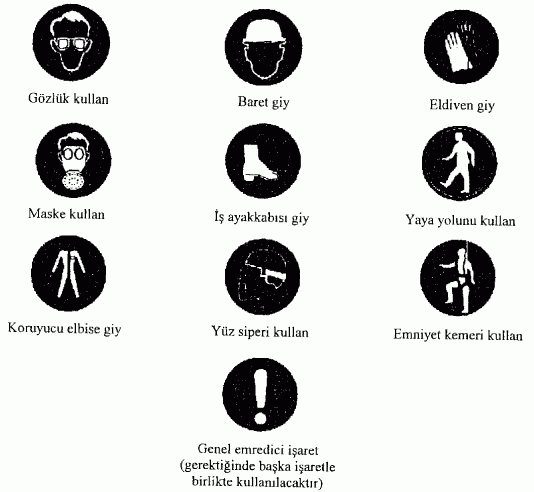 Gözlük kullan
Baret giy
Eldiven giy
Maske kullan
İş ayakkabısı giy
Yaya yolunu kullan
Koruyucu elbise giy
Yüz siperi kullan
Emniyet kemeri kullan
Genel emredici işaret
(gerektiğinde başka işaretle
birlikte kullanılacaktır)